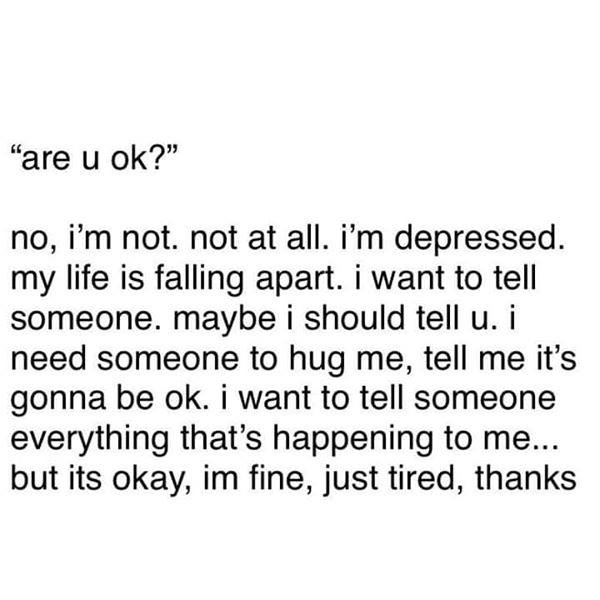 “are u ok?”
no, i’m not. not at all. i’m depressed.
my life is falling apart. i want to tell
someone. maybe i should tell u. i
need someone to hug me, tell me it’s
gonna be ok. i want to tell someone
everything that’s happening to me...
but its okay, im fine, just tired, thanks